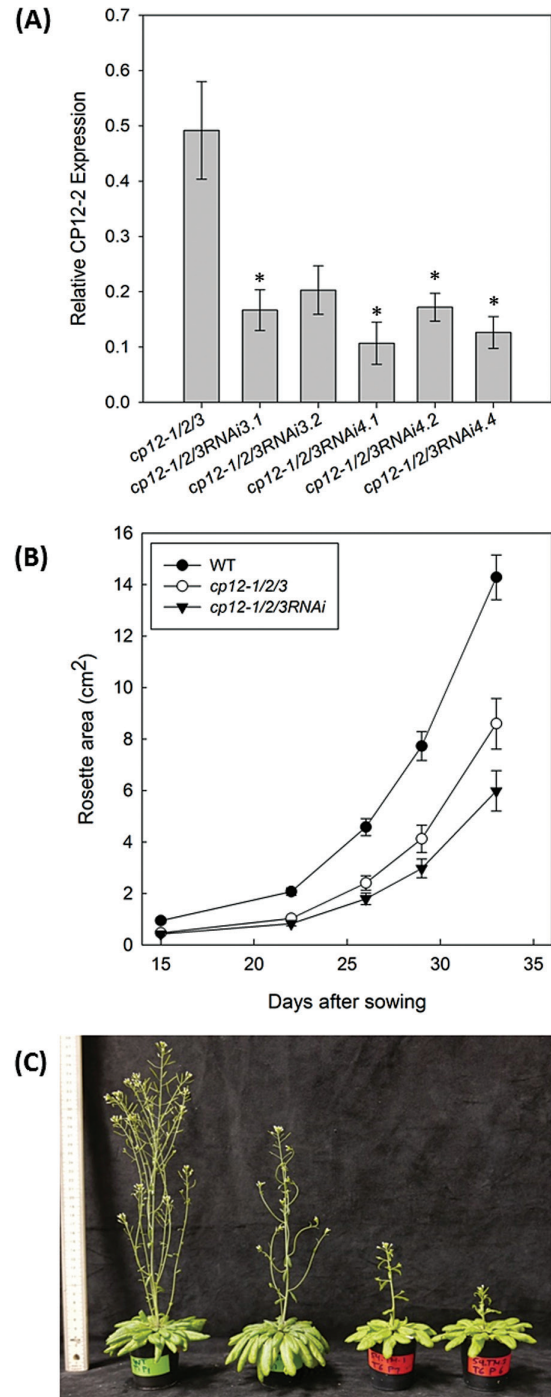 (A)
0.7
0.6
0.5
0.4
0.3
0.2
0.1
0.0
Relative CP12-2 Expression
*
*
*
*
cp12-1/2/3
cp12-1/2/3RNAi3.1
cp12-1/2/3RNAi3.2
cp12-1/2/3RNAi4.1
cp12-1/2/3RNAi4.2
cp12-1/2/3RNAi4.4
(B)
16
14
12
10
8
6
4
2
0
Rosette area (cm2)
WT
cp12-1/2/3
cp12-1/2/3RNAi
15
20
25
30
35
Days after sowing
(C)